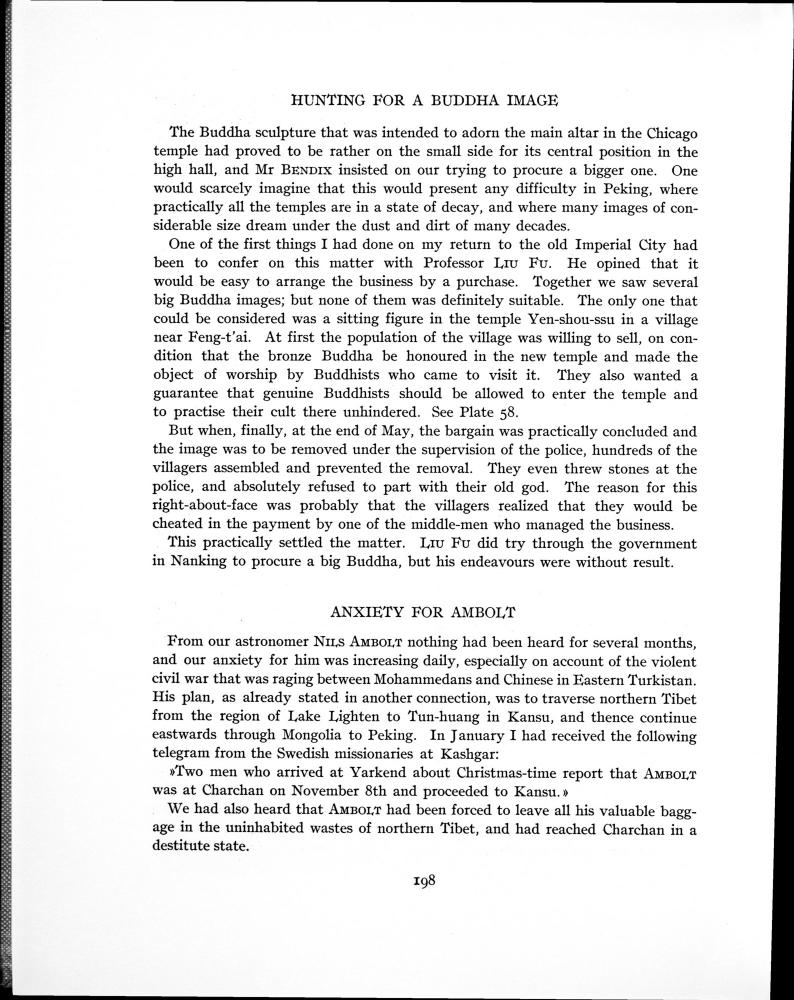 HUNTING FOR A BUDDHA IMAGE
The Buddha sculpture that was intended to adorn the main altar in the Chicago
temple had proved to be rather on the small side for its central position in the
high hall, and Mr BENDIX insisted on our trying to procure a bigger one. One
would scarcely imagine that this would present any difficulty in Peking, where
practically all the temples are in a state of decay, and where many images of con-
siderable size dream under the dust and dirt of many decades.
One of the first things I had done on my return to the old Imperial City had
been to confer on this matter with Professor LIU FU. He opined that it
would be easy to arrange the business by a purchase. Together we saw several
big Buddha images; but none of them was definitely suitable. The only one that
could be considered was a sitting figure in the temple Yen-shou-ssu in a village
near Feng-t'ai. At first the population of the village was willing to sell, on con-
dition that the bronze Buddha be honoured in the new temple and made the
object of worship by Buddhists who came to visit it. They also wanted a
guarantee that genuine Buddhists should be allowed to enter the temple and
to practise their cult there unhindered. See Plate 58.
But when, finally, at the end of May, the bargain was practically concluded and
the image was to be removed under the supervision of the police, hundreds of the
villagers assembled and prevented the removal. They even threw stones at the
police, and absolutely refused to part with their old god. The reason for this
right-about-face was probably that the villagers realized that they would be
cheated in the payment by one of the middle-men who managed the business.
This practically settled the matter. LIU FU did try through the government
in Nanking to procure a big Buddha, but his endeavours were without result.
ANXIETY FOR AMBOLT
From our astronomer NILS AMBOLT nothing had been heard for several months,
and our anxiety for him was increasing daily, especially on account of the violent
civil war that was raging between Mohammedans and Chinese in Eastern Turkistan.
His plan, as already stated in another connection, was to traverse northern Tibet
from the region of Lake Lighten to Tun-huang in Kansu, and thence continue
eastwards through Mongolia to Peking. In January I had received the following
telegram from the Swedish missionaries at Kashgar:
»Two men who arrived at Yarkend about Christmas-time report that AMBOLT
was at Charchan on November 8th and proceeded to Kansu.»
We had also heard that AMBOLT had been forced to leave all his valuable bagg-
age in the uninhabited wastes of northern Tibet, and had reached Charchan in a
destitute state.
198